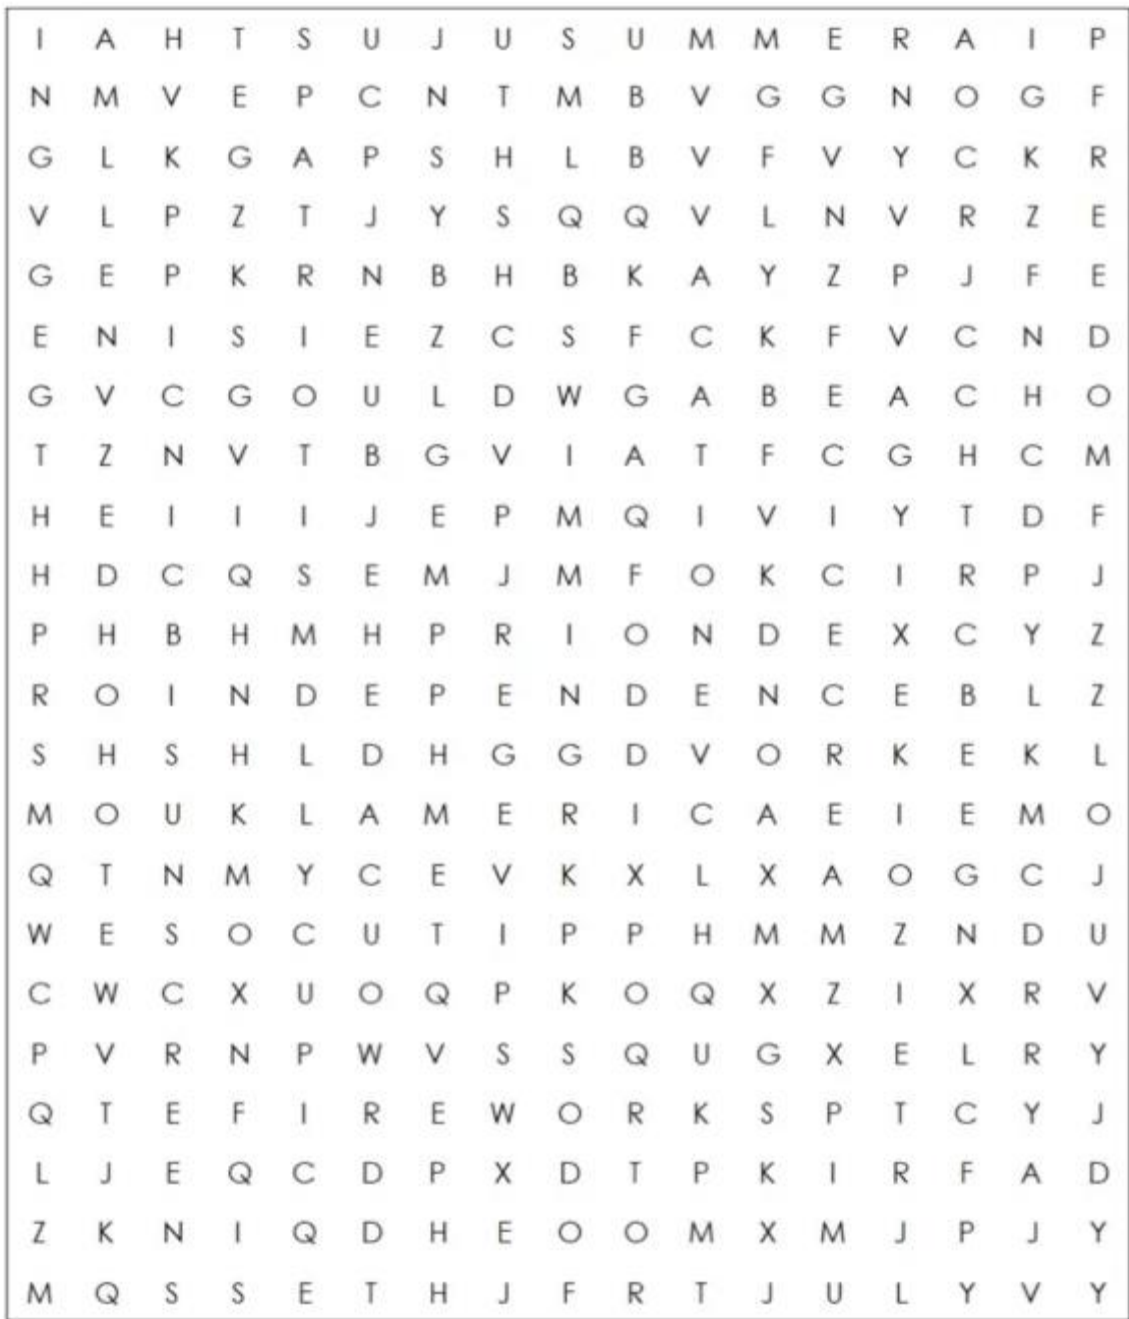 I A H T S U J U S U M M E R A I P
N M V E P C N T M B V G G N O G F
G L K G A P S H L B V F V Y C K R
V L P Z T J Y S Q Q V L N V R Z E
G E P K R N B H B K A Y Z P J F E
E N I S I E Z C S F C K F V C N D
G V C G O U L D W G A B E A C H O
T Z N V T B G V I A T F C G H C M
H E I I I J E P M Q I V I Y T D F
H D C Q S E M J M F O K C I R P J
P H B H M H P R I O N D E X C Y Z
R O I N D E P E N D E N C E B L Z
S H S H L D H G G D V O R K E K L
M O U K L A M E R I C A E I E M O
Q T N M Y C E V K X L X A O G C J
W E S O C U T I P P H M M Z N D U
C W C X U O Q P K O Q X Z I X R V
P V R N P W V S S Q U G X E L R Y
Q T E F I R E W O R K S P T C Y J
L J E Q C D P X D T P K I R F A D
Z K N I Q D H E O O M X M J P J Y
M Q S S E T H J F R T J U L Y V Y